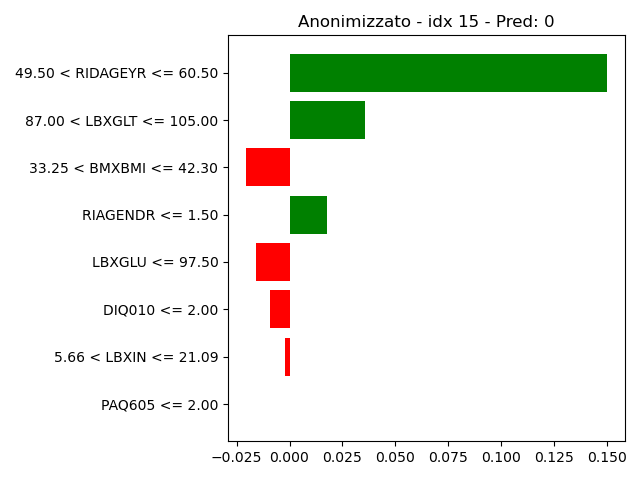 Anonimizzato - idx 15 - Pred: 0
49.50 < RIDAGEYR <= 60.50
87.00 < LBXGLT <= 105.00
33.25 < BMXBMI <= 42.30
RIAGENDR <= 1.50
LBXGLU <= 97.50
DIQ010 <= 2.00
5.66 < LBXIN <= 21.09
PAQ605 <= 2.00
−0.025 0.000 0.025 0.050 0.075 0.100 0.125 0.150